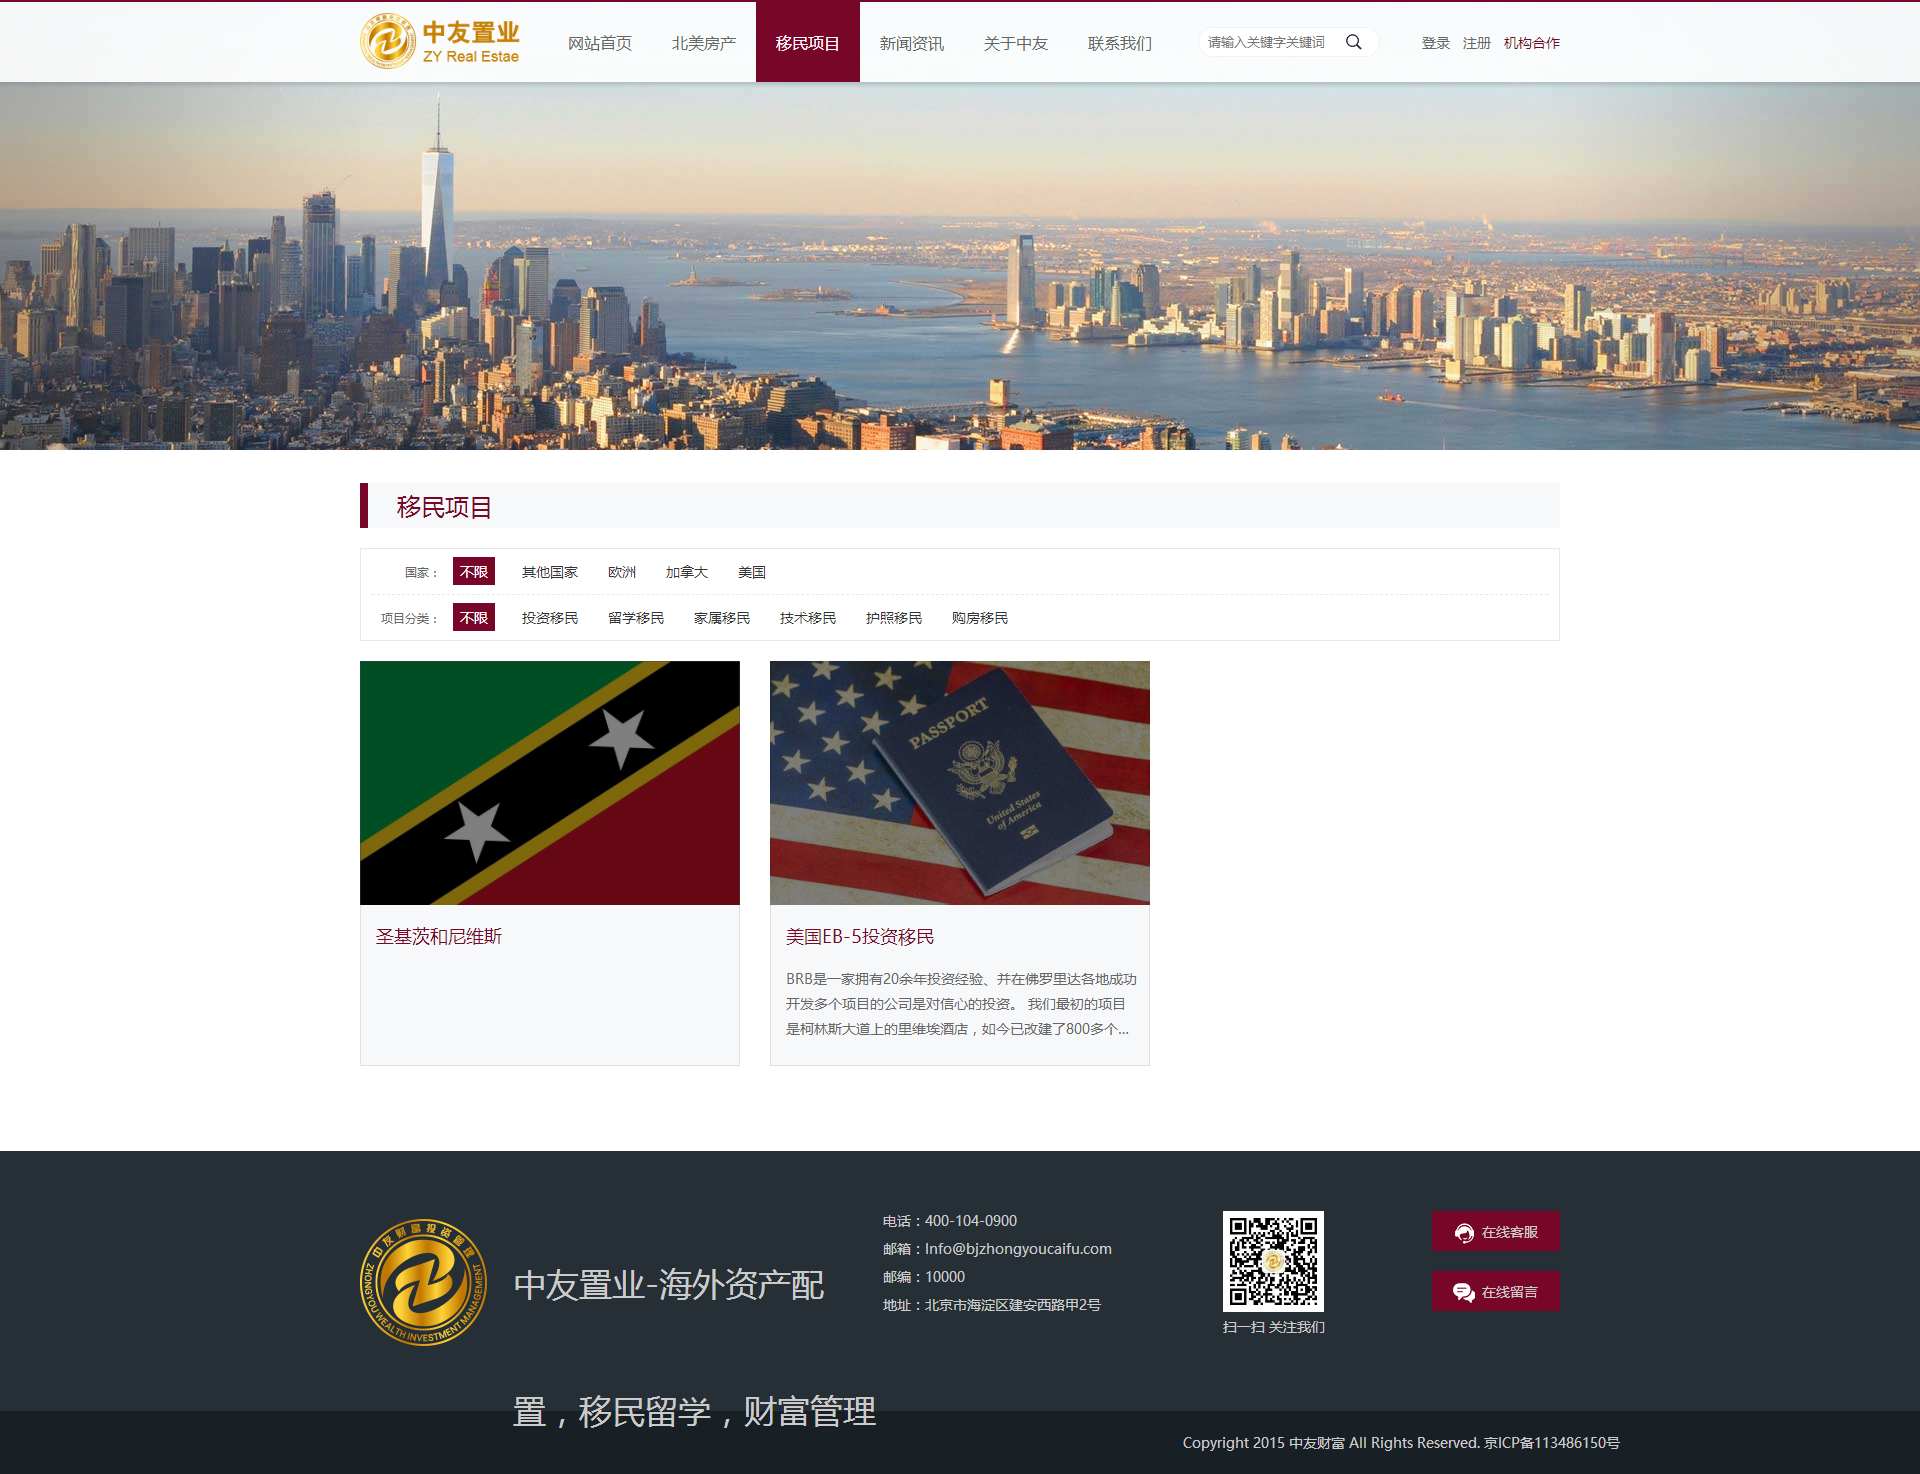 中友置业
ZY Real Estae
网站首页 北美房产 移民项目 新闻资讯 关于中友 联系我们
请输入关键字关键词
登录 注册 机构合作
移民项目
国家： 不限 其他国家 欧洲 加拿大 美国
项目分类： 不限 投资移民 留学移民 家属移民 技术移民 护照移民 购房移民
PASSPORT
United States
of America
圣基茨和尼维斯
美国EB-5投资移民
BRB是一家拥有20余年投资经验、并在佛罗里达各地成功
开发多个项目的公司是对信心的投资。 我们最初的项目
是柯林斯大道上的里维埃酒店，如今已改建了800多个...
中友财富投资管理
ZHONGYOU WEALTH INVESTMENT MANAGEMENT
中友置业-海外资产配
置，移民留学，财富管理
电话：400-104-0900
邮箱：Info@bjzhongyoucaifu.com
邮编：10000
地址：北京市海淀区建安西路甲2号
扫一扫 关注我们
在线客服
在线留言
Copyright 2015 中友财富 All Rights Reserved. 京ICP备113486150号